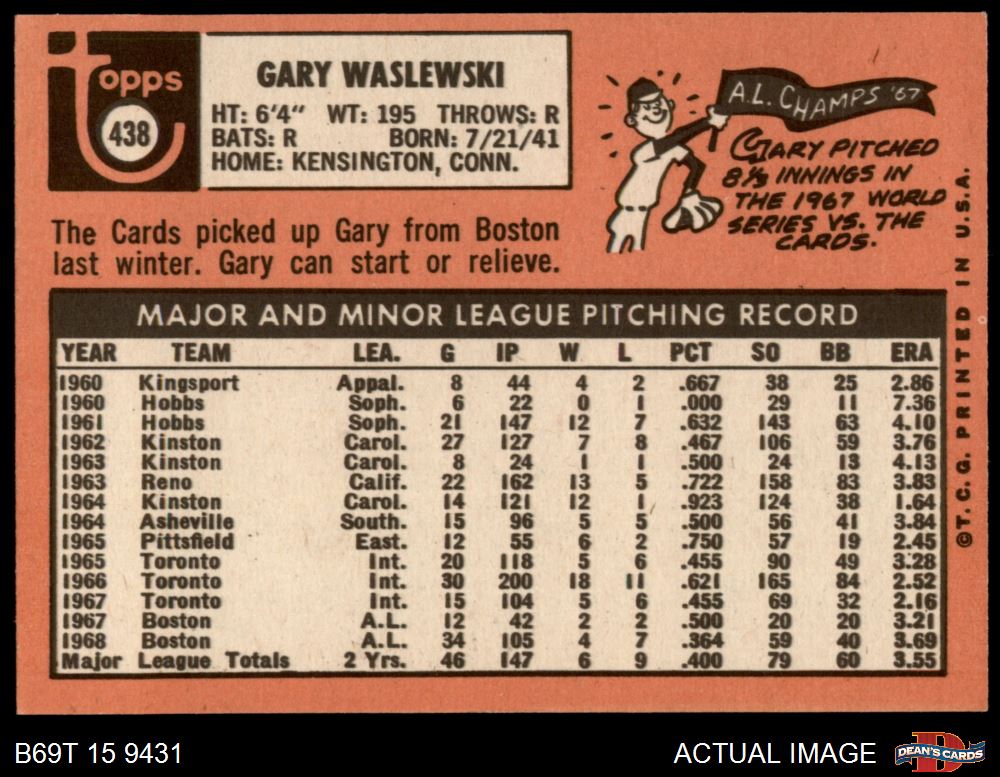 Topps
438
GARY WASLEWSKI
HT: 6'4" WT: 195 THROWS: R
BATS: R BORN: 7/21/41
HOME: KENSINGTON, CONN.
The Cards picked up Gary from Boston
last winter. Gary can start or relieve.
A.L. CHAMPS '67
GARY PITCHED
8⅓ INNINGS IN
THE 1967 WORLD
SERIES VS. THE
CARDS.
MAJOR AND MINOR LEAGUE PITCHING RECORD
YEAR TEAM LEA. G IP W L PCT SO BB ERA
1960 Kingsport Appal. 8 44 4 2 .667 38 25 2.86
1960 Hobbs Soph. 6 22 0 1 .000 29 11 7.36
1961 Hobbs Soph. 21 147 12 7 .632 143 63 4.10
1962 Kinston Carol. 27 127 7 8 .467 106 59 3.76
1963 Kinston Carol. 8 24 1 1 .500 24 13 4.13
1963 Reno Calif. 22 162 13 5 .722 158 83 3.83
1964 Kinston Carol. 14 121 12 1 .923 124 38 1.64
1964 Asheville South. 15 96 5 5 .500 56 41 3.84
1965 Pittsfield East. 12 55 6 2 .750 57 19 2.45
1965 Toronto Int. 20 118 5 6 .455 90 49 3.28
1966 Toronto Int. 30 200 18 11 .621 165 84 2.52
1967 Toronto Int. 15 104 5 6 .455 69 32 2.16
1967 Boston A.L. 12 42 2 2 .500 20 20 3.21
1968 Boston A.L. 34 105 4 7 .364 59 40 3.69
Major League Totals 2 Yrs. 46 147 6 9 .400 79 60 3.55
©T.C.G. PRINTED IN U.S.A.
B69T 15 9431
ACTUAL IMAGE
D
DEAN'S CARDS